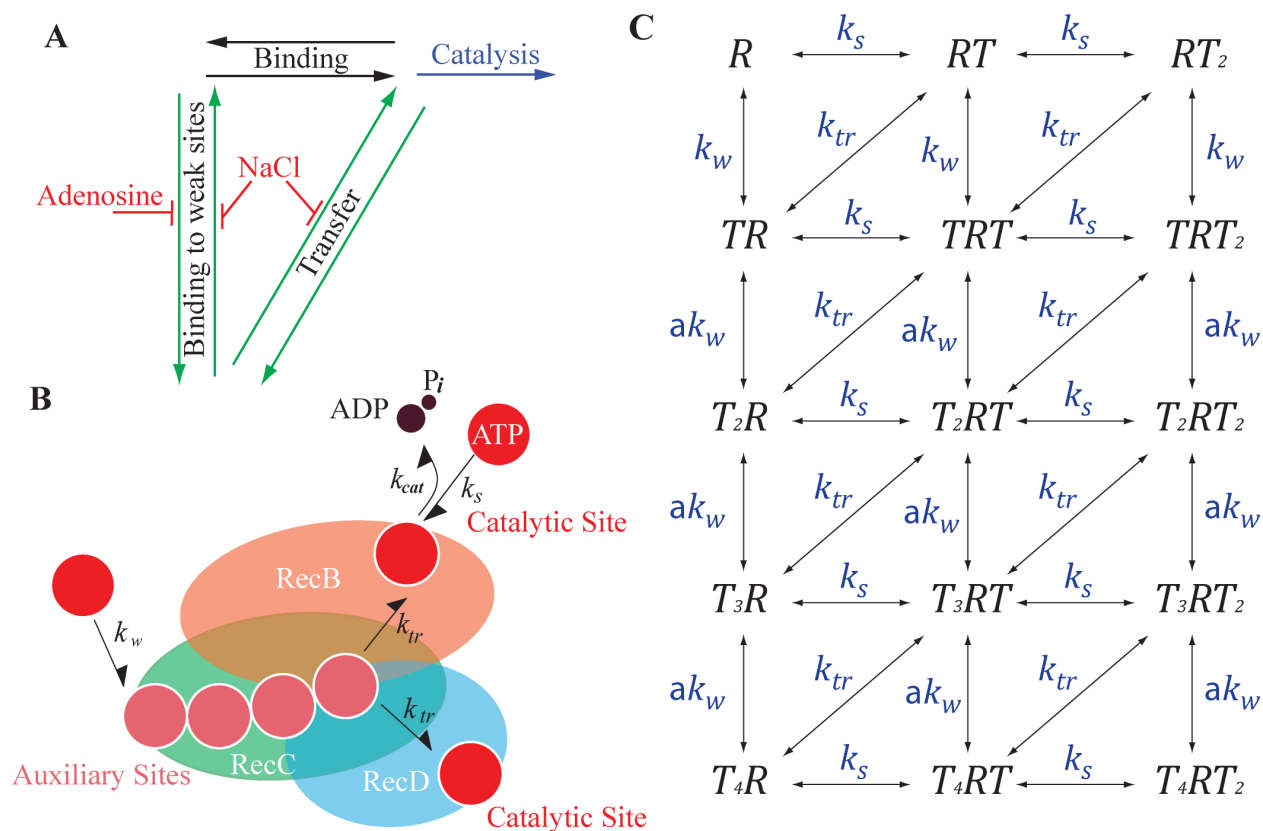 A
Binding
Catalysis
Binding to weak sites
NaCl
Adenosine
Transfer
B
ADP
Pi
ATP
kcat
ks
Catalytic Site
RecB
kw
ktr
ktr
RecC
RecD
Auxiliary Sites
Catalytic Site
C
R ks RT ks RT2
kw ktr kw ktr kw
TR ks TRT ks TRT2
akw ktr akw ktr akw
T2R ks T2RT ks T2RT2
akw ktr akw ktr akw
T3R ks T3RT ks T3RT2
akw ktr akw ktr akw
T4R ks T4RT ks T4RT2